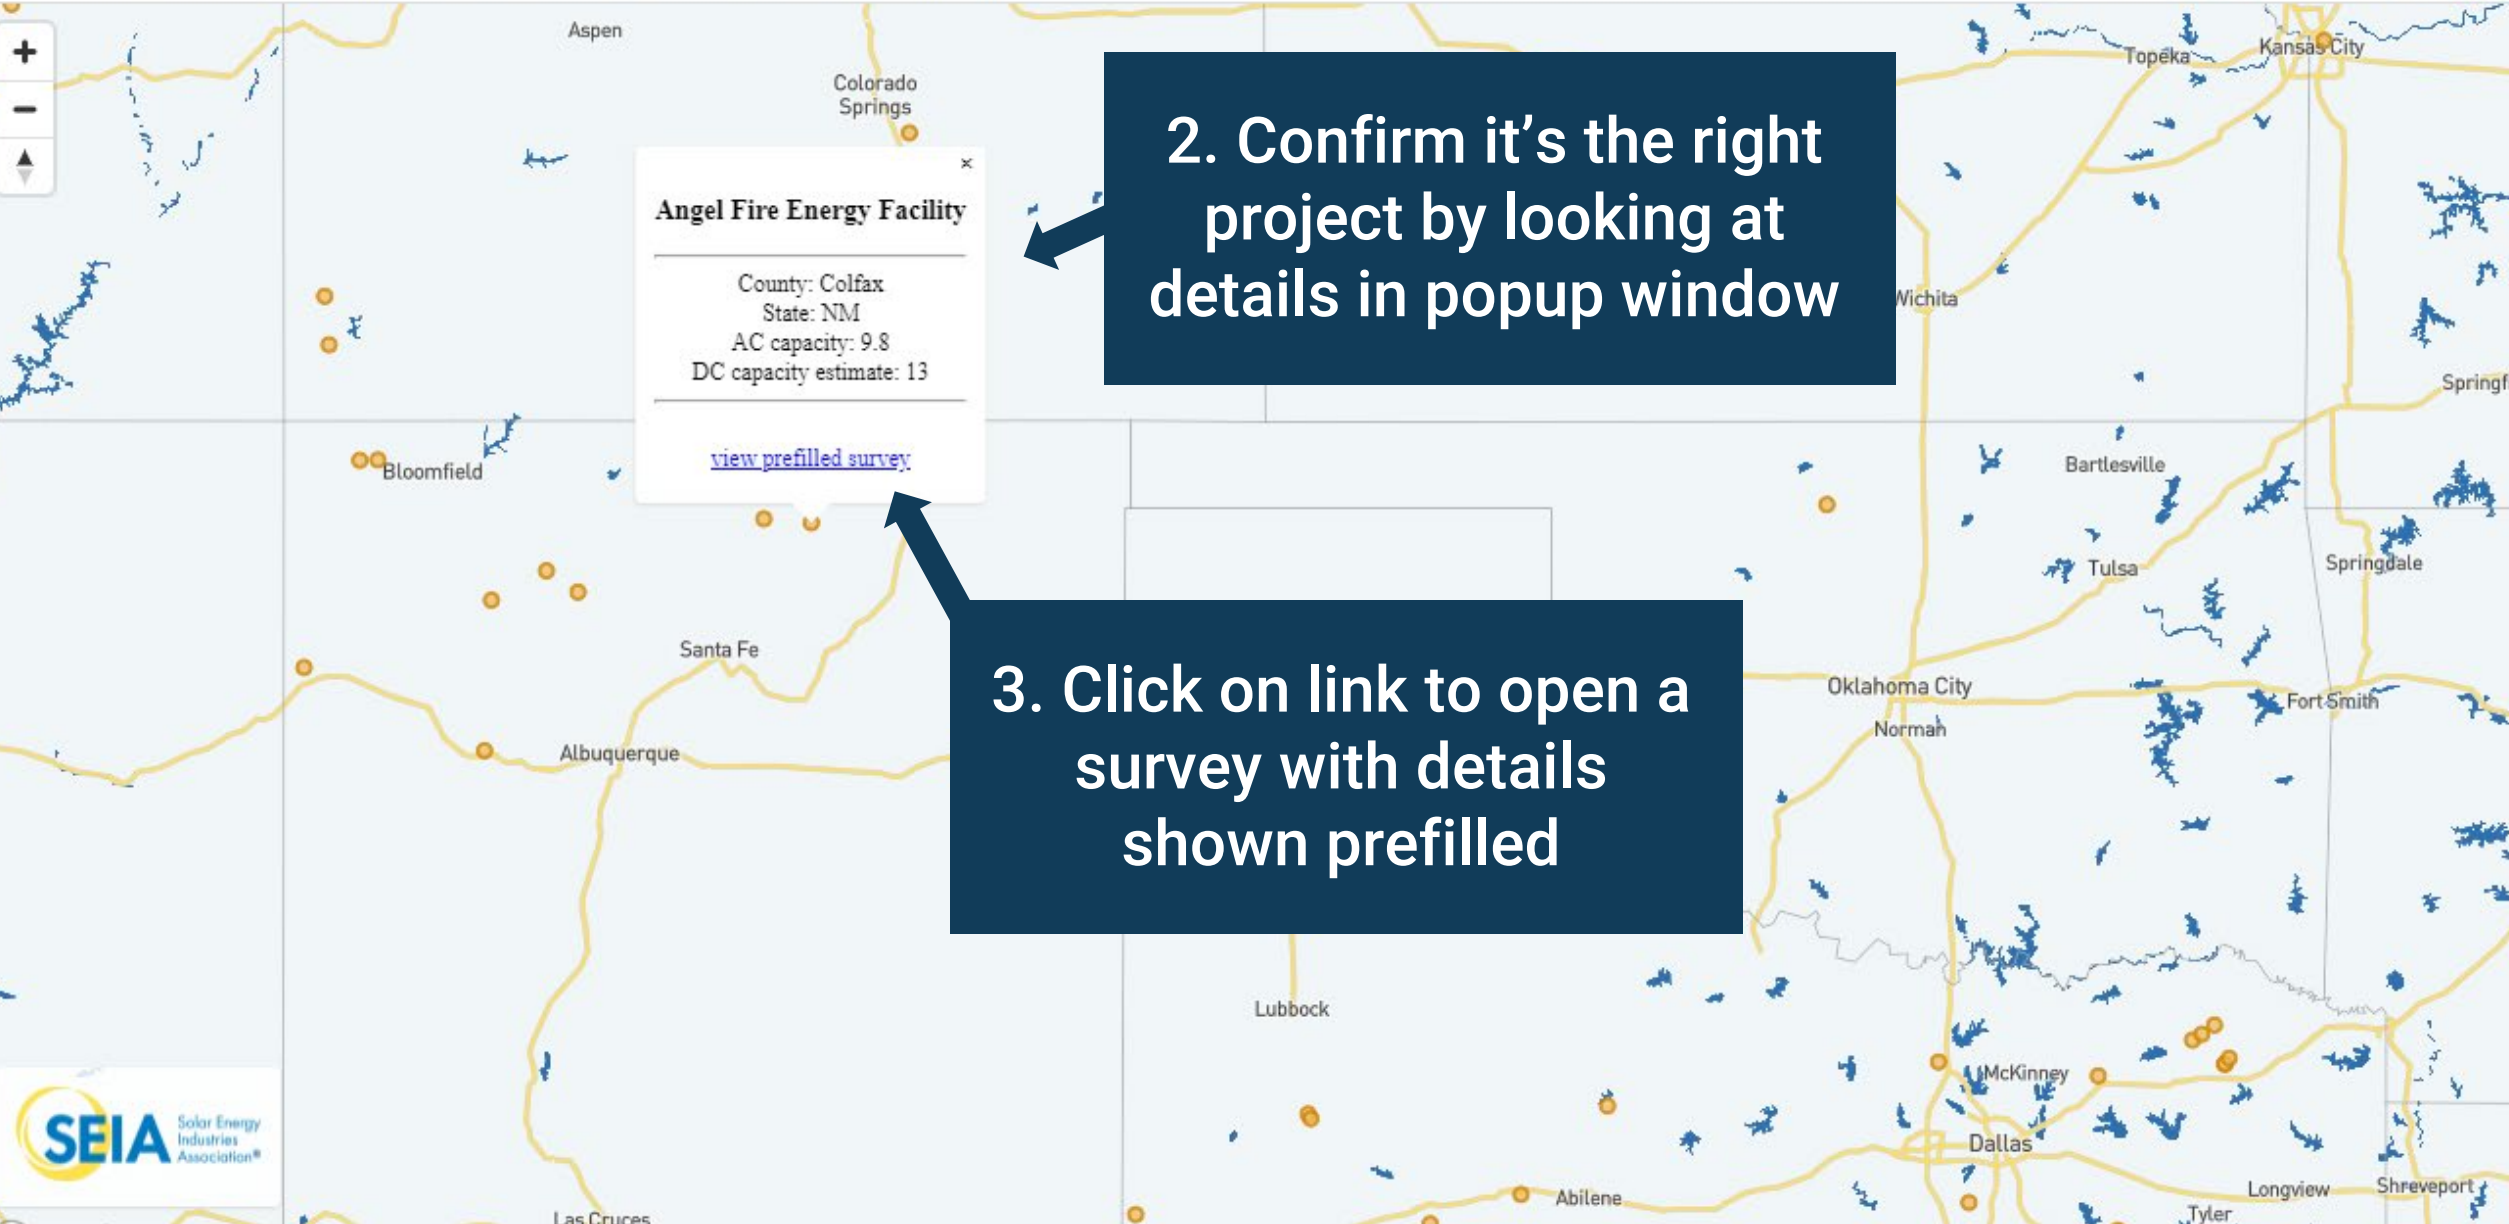 Aspen
Colorado
Springs
Topeka
Kansas City
+
−
×
Angel Fire Energy Facility
County: Colfax
State: NM
AC capacity: 9.8
DC capacity estimate: 13
view prefilled survey
2. Confirm it’s the right
project by looking at
details in popup window
Wichita
Springf
Bloomfield
Bartlesville
Tulsa
Springdale
Santa Fe
Albuquerque
3. Click on link to open a
survey with details
shown prefilled
Oklahoma City
Norman
Fort Smith
Lubbock
McKinney
Dallas
SEIA
Solar Energy
Industries
Association®
Abilene
Longview
Shreveport
Tyler
Las Cruces